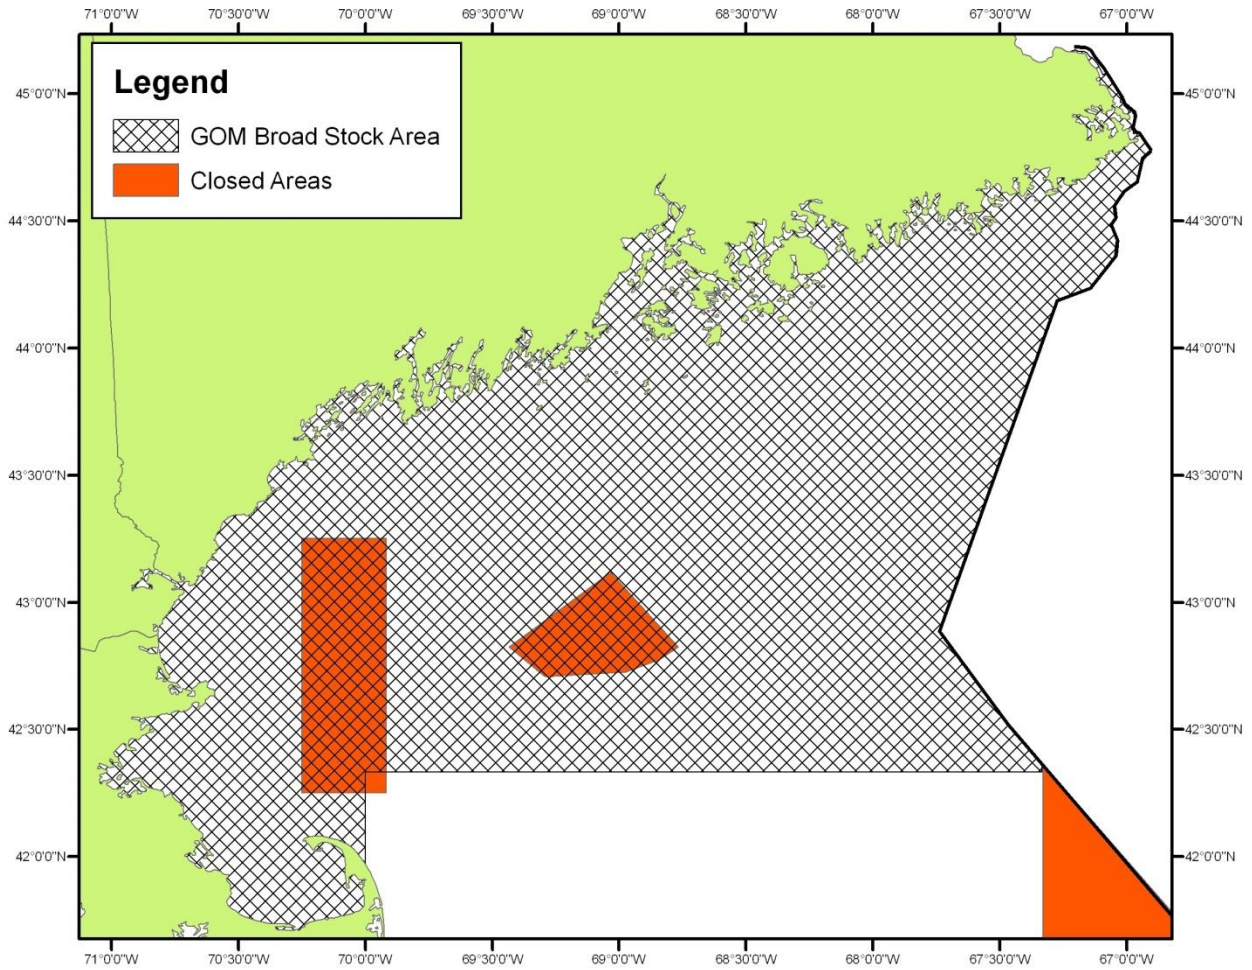 71°0'0"W 70°30'0"W 70°0'0"W 69°30'0"W 69°0'0"W 68°30'0"W 68°0'0"W 67°30'0"W 67°0'0"W
Legend
45°0'0"N 45°0'0"N
GOM Broad Stock Area
Closed Areas
44°30'0"N 44°30'0"N
44°0'0"N 44°0'0"N
43°30'0"N 43°30'0"N
43°0'0"N 43°0'0"N
42°30'0"N 42°30'0"N
42°0'0"N 42°0'0"N
71°0'0"W 70°30'0"W 70°0'0"W 69°30'0"W 69°0'0"W 68°30'0"W 68°0'0"W 67°30'0"W 67°0'0"W